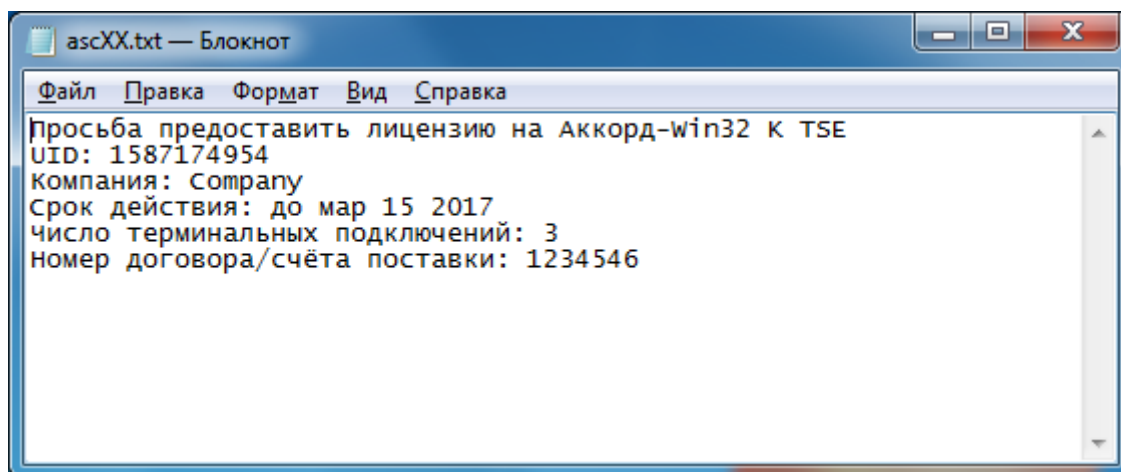 ascXX.txt — Блокнот
Файл Правка Формат Вид Справка
Просьба предоставить лицензию на Аккорд-Win32 K TSE
UID: 1587174954
Компания: Company
Срок действия: до мар 15 2017
Число терминальных подключений: 3
Номер договора/счёта поставки: 1234546